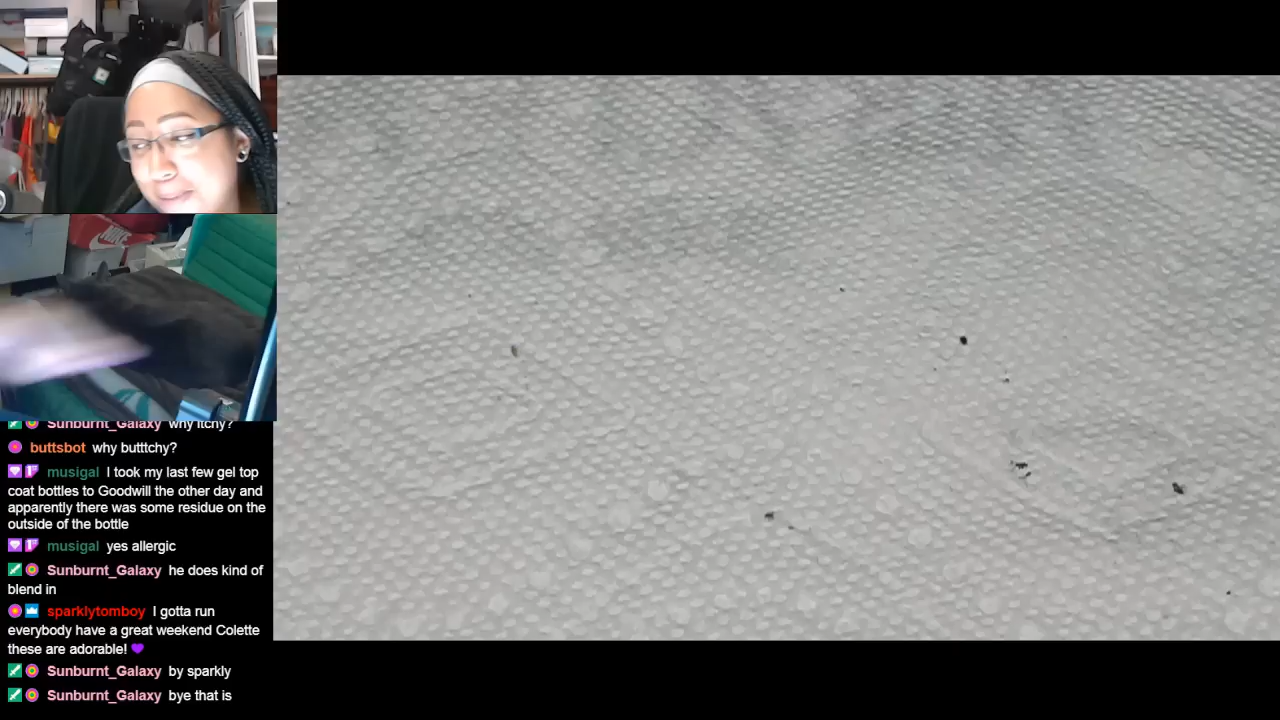 NIKE
Sunburnt_Galaxy why itchy?
buttsbot why butttchy?
musigal I took my last few gel top
coat bottles to Goodwill the other day and
apparently there was some residue on the
outside of the bottle
musigal yes allergic
Sunburnt_Galaxy he does kind of
blend in
sparklytomboy I gotta run
everybody have a great weekend Colette
these are adorable!
Sunburnt_Galaxy by sparkly
Sunburnt_Galaxy bye that is